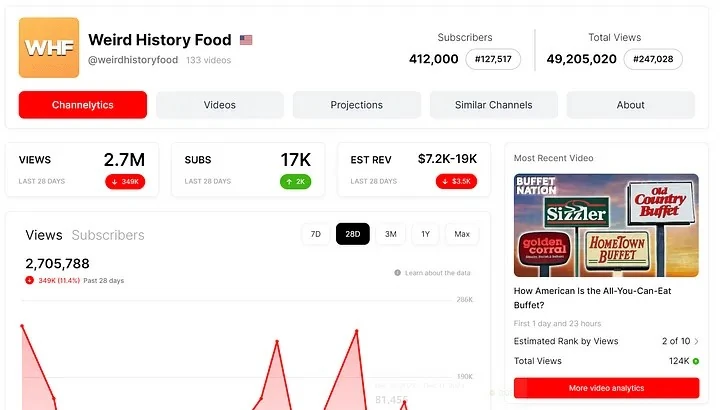 WHF
Weird History Food
@weirdhistoryfood 133 videos
Subscribers
412,000 #127,517
Total Views
49,205,020 #247,028
Channelytics Videos Projections Similar Channels About
VIEWS 2.7M
LAST 28 DAYS 349K
SUBS 17K
LAST 28 DAYS 2K
EST REV $7.2K-19K
LAST 28 DAYS $3.5K
Views Subscribers
7D 28D 3M 1Y Max
2,705,788
349K (11.4%) Past 28 days
Learn about the data
286K
190K
81,455
Most Recent Video
BUFFET
NATION
Sizzler
Old
Country
Buffet
golden
corral
HOMETOWN
BUFFET
How American Is the All-You-Can-Eat
Buffet?
First 1 day and 23 hours
Estimated Rank by Views 2 of 10
Total Views 124K
More video analytics